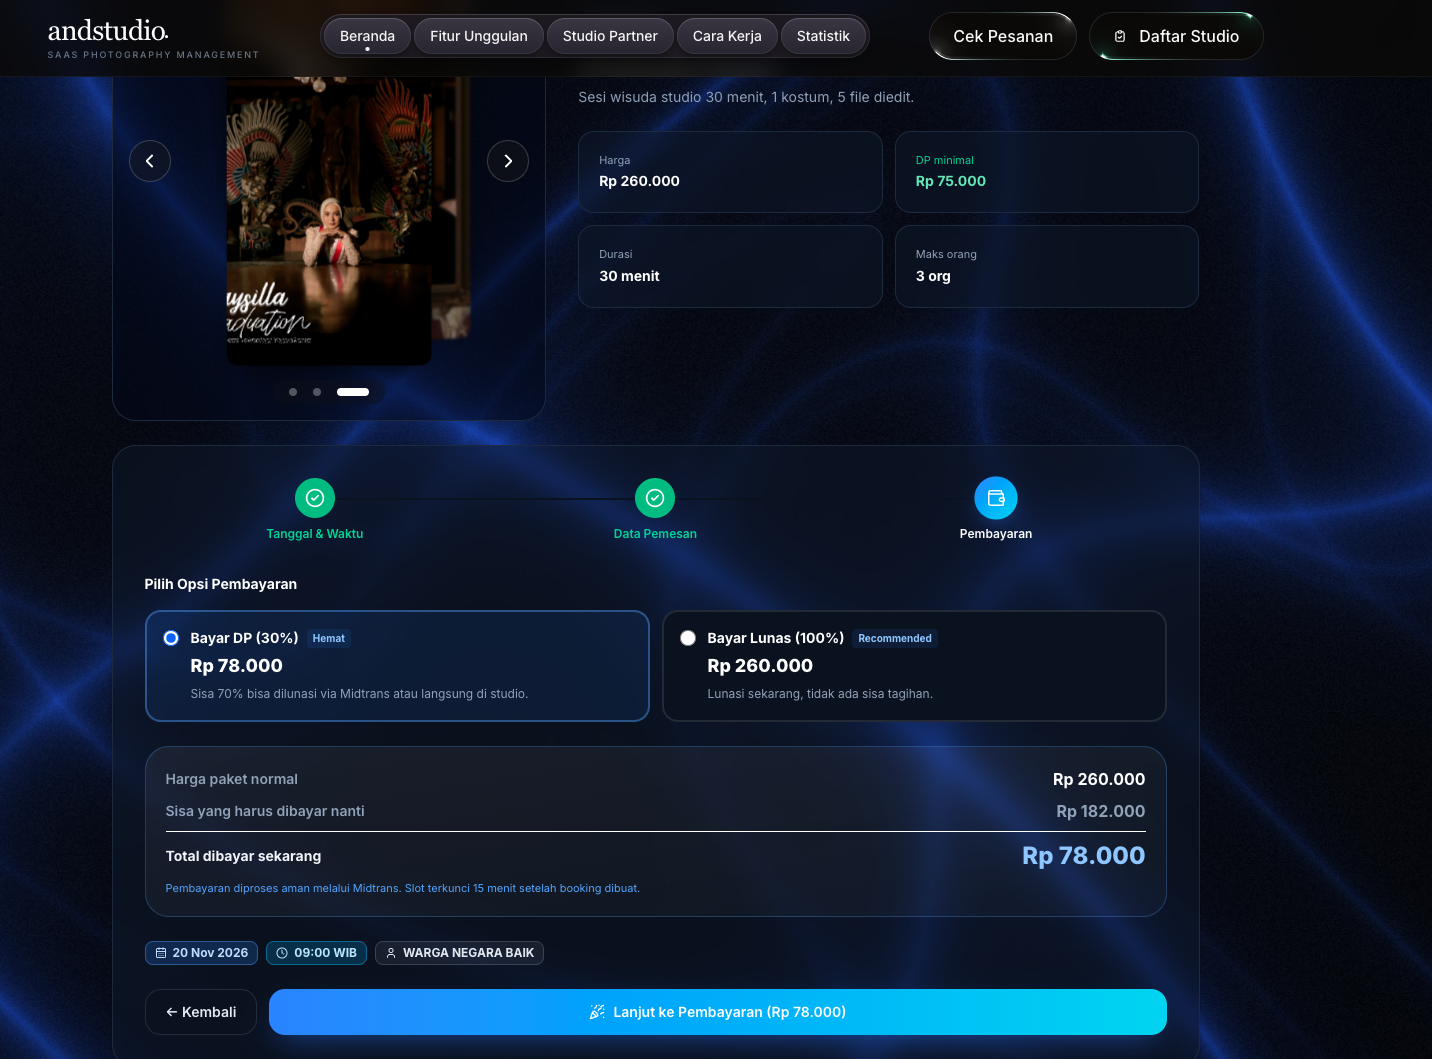 andstudio.
SAAS PHOTOGRAPHY MANAGEMENT
Beranda
Fitur Unggulan
Studio Partner
Cara Kerja
Statistik
Cek Pesanan
Daftar Studio
Sesi wisuda studio 30 menit, 1 kostum, 5 file diedit.
Harga
Rp 260.000
DP minimal
Rp 75.000
Durasi
30 menit
Maks orang
3 org
Tanggal & Waktu
Data Pemesan
Pembayaran
Pilih Opsi Pembayaran
Bayar DP (30%) Hemat
Rp 78.000
Sisa 70% bisa dilunasi via Midtrans atau langsung di studio.
Bayar Lunas (100%) Recommended
Rp 260.000
Lunasi sekarang, tidak ada sisa tagihan.
Harga paket normal Rp 260.000
Sisa yang harus dibayar nanti Rp 182.000
Total dibayar sekarang Rp 78.000
Pembayaran diproses aman melalui Midtrans. Slot terkunci 15 menit setelah booking dibuat.
20 Nov 2026
09:00 WIB
WARGA NEGARA BAIK
← Kembali
Lanjut ke Pembayaran (Rp 78.000)